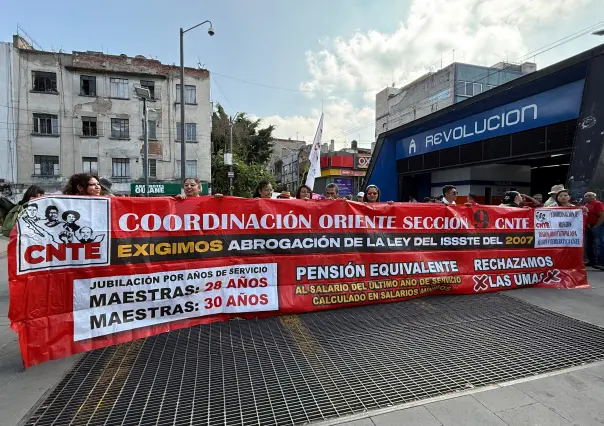 REVOLUCION
COORDINACIÓN ORIENTE SECCIÓN 9 CNTE
EXIGIMOS ABROGACIÓN DE LA LEY DEL ISSSTE DEL 2007
CNTE
JUBILACIÓN POR AÑOS DE SERVICIO
MAESTRAS: 28 AÑOS
MAESTRAS: 30 AÑOS
PENSIÓN EQUIVALENTE
AL SALARIO DEL ÚLTIMO AÑO DE SERVICIO
CALCULADO EN SALARIOS MÍNIMOS
RECHAZAMOS
LAS UMAS
CNTE